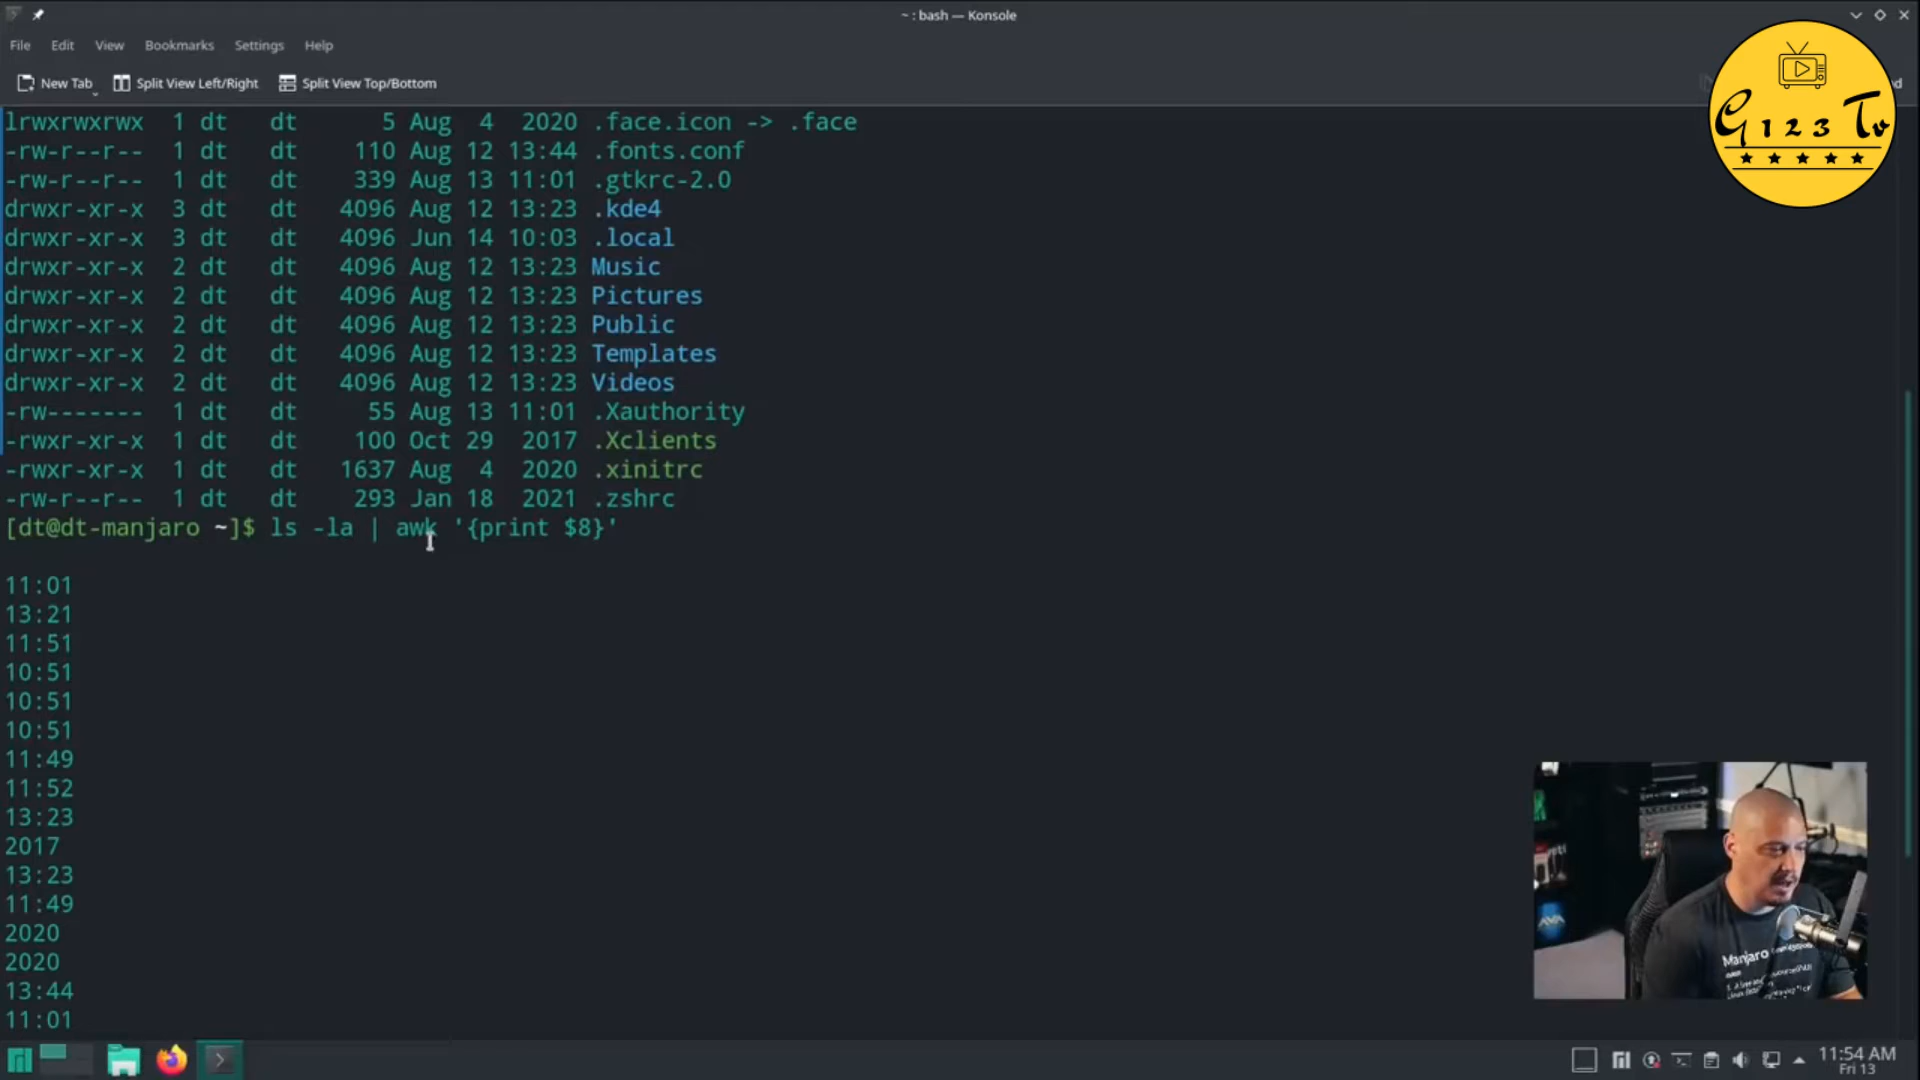 ~ : bash — Konsole
File Edit View Bookmarks Settings Help
New Tab Split View Left/Right Split View Top/Bottom
G123 Tv
lrwxrwxrwx 1 dt dt 5 Aug 4 2020 .face.icon -> .face
-rw-r--r-- 1 dt dt 110 Aug 12 13:44 .fonts.conf
-rw-r--r-- 1 dt dt 339 Aug 13 11:01 .gtkrc-2.0
drwxr-xr-x 3 dt dt 4096 Aug 12 13:23 .kde4
drwxr-xr-x 3 dt dt 4096 Jun 14 10:03 .local
drwxr-xr-x 2 dt dt 4096 Aug 12 13:23 Music
drwxr-xr-x 2 dt dt 4096 Aug 12 13:23 Pictures
drwxr-xr-x 2 dt dt 4096 Aug 12 13:23 Public
drwxr-xr-x 2 dt dt 4096 Aug 12 13:23 Templates
drwxr-xr-x 2 dt dt 4096 Aug 12 13:23 Videos
-rw------- 1 dt dt 55 Aug 13 11:01 .Xauthority
-rwxr-xr-x 1 dt dt 100 Oct 29 2017 .Xclients
-rwxr-xr-x 1 dt dt 1637 Aug 4 2020 .xinitrc
-rw-r--r-- 1 dt dt 293 Jan 18 2021 .zshrc
[dt@dt-manjaro ~]$ ls -la | awk '{print $8}'
11:01
13:21
11:51
10:51
10:51
10:51
11:49
11:52
13:23
2017
13:23
11:49
2020
2020
13:44
11:01
Manjaro
11:54 AM
Fri 13